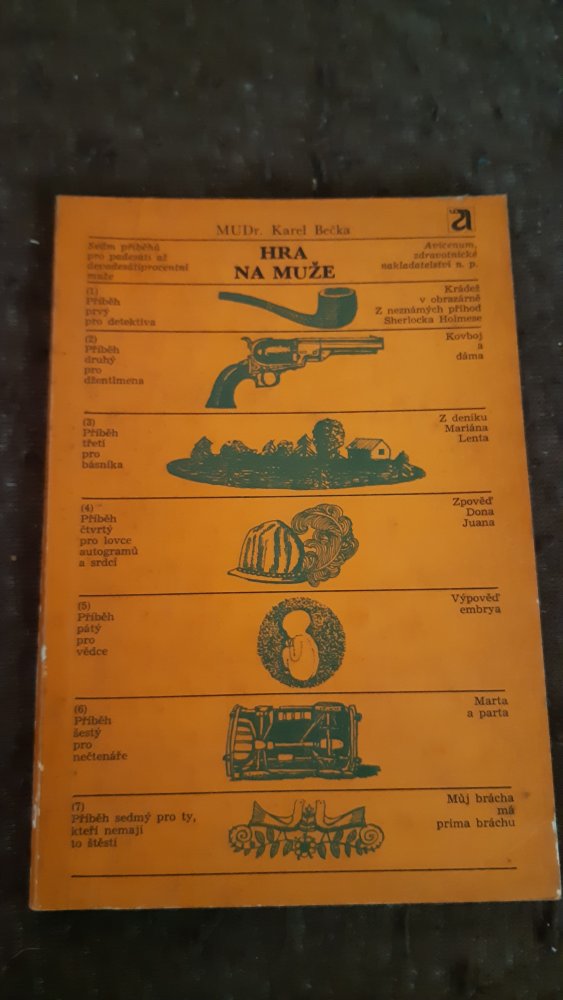 MUDr. Karel Bečka
Sedm příběhů
pro padesáti až
devadesátiprocentní
muže
HRA
NA MUŽE
Avicenum,
zdravotnické
nakladatelství n. p.
(1)
Příběh
prvý
pro detektiva
Krádež
v obrazárně
Z neznámých příhod
Sherlocka Holmese
(2)
Příběh
druhý
pro
džentlmena
Kovboj
a
dáma
(3)
Příběh
třetí
pro
básníka
Z deníku
Mariána
Lenta
(4)
Příběh
čtvrtý
pro lovce
autogramů
a srdcí
Zpověď
Dona
Juana
(5)
Příběh
pátý
pro
vědce
Výpověď
embrya
(6)
Příběh
šestý
pro
nečtenáře
Marta
a parta
(7)
Příběh sedmý pro ty,
kteří nemají
to štěstí
Můj brácha
má
príma bráchu